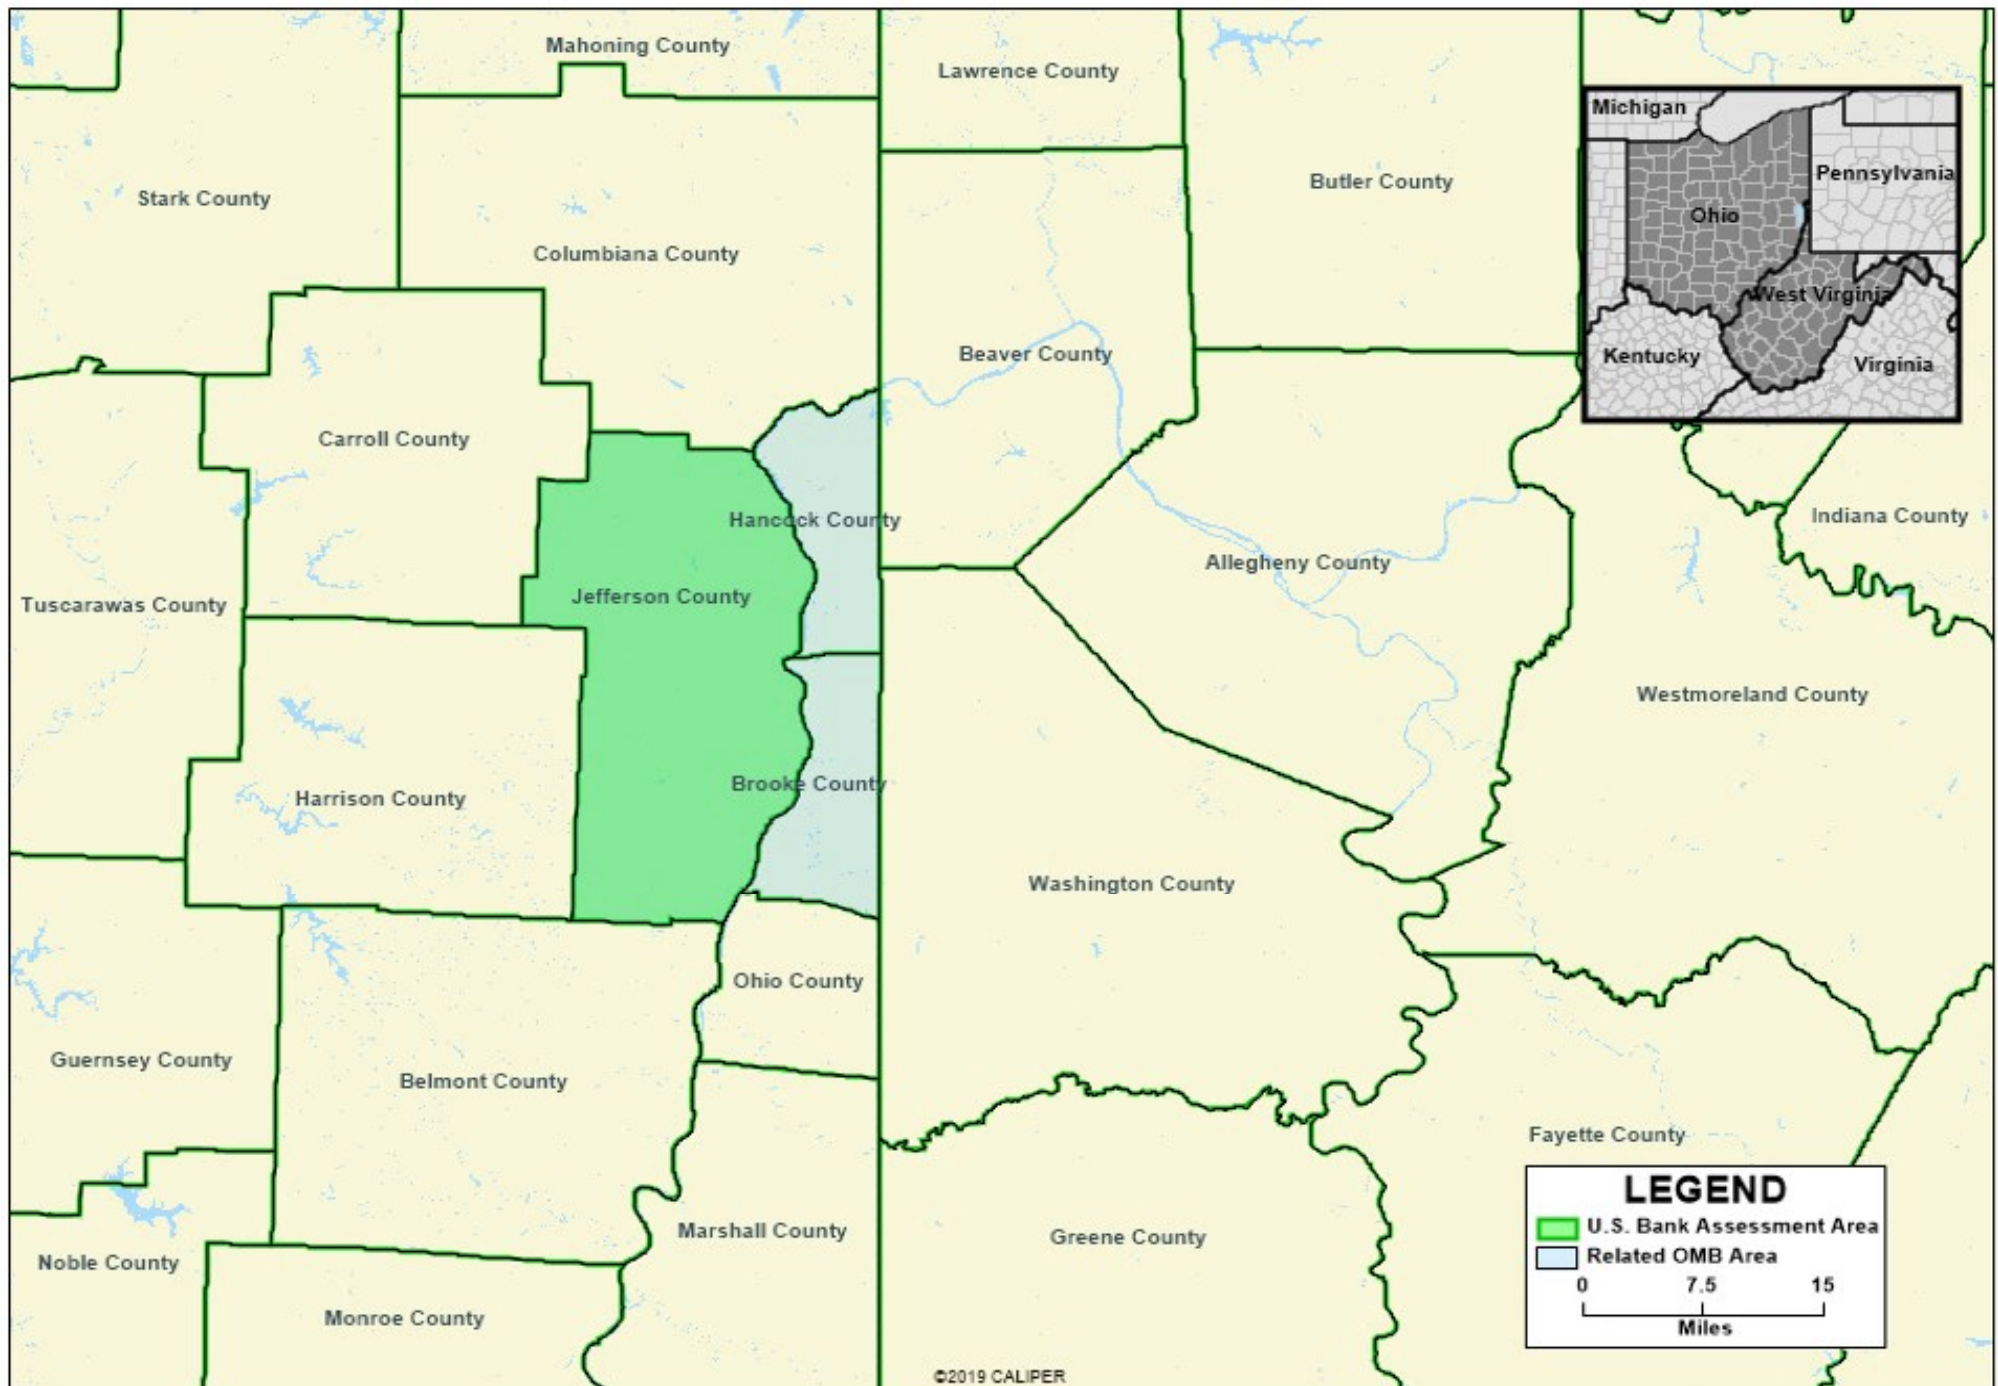 Mahoning County
Lawrence County
Michigan
Pennsylvania
Butler County
Stark County
Ohio
Columbiana County
West Virginia
Beaver County
Kentucky
Virginia
Carroll County
Hancock County
Indiana County
Allegheny County
Jefferson County
Tuscarawas County
Westmoreland County
Brooke County
Harrison County
Washington County
Ohio County
Guernsey County
Belmont County
Fayette County
Marshall County
Greene County
Noble County
Monroe County
LEGEND
U.S. Bank Assessment Area
Related OMB Area
0 7.5 15
Miles
©2019 CALIPER